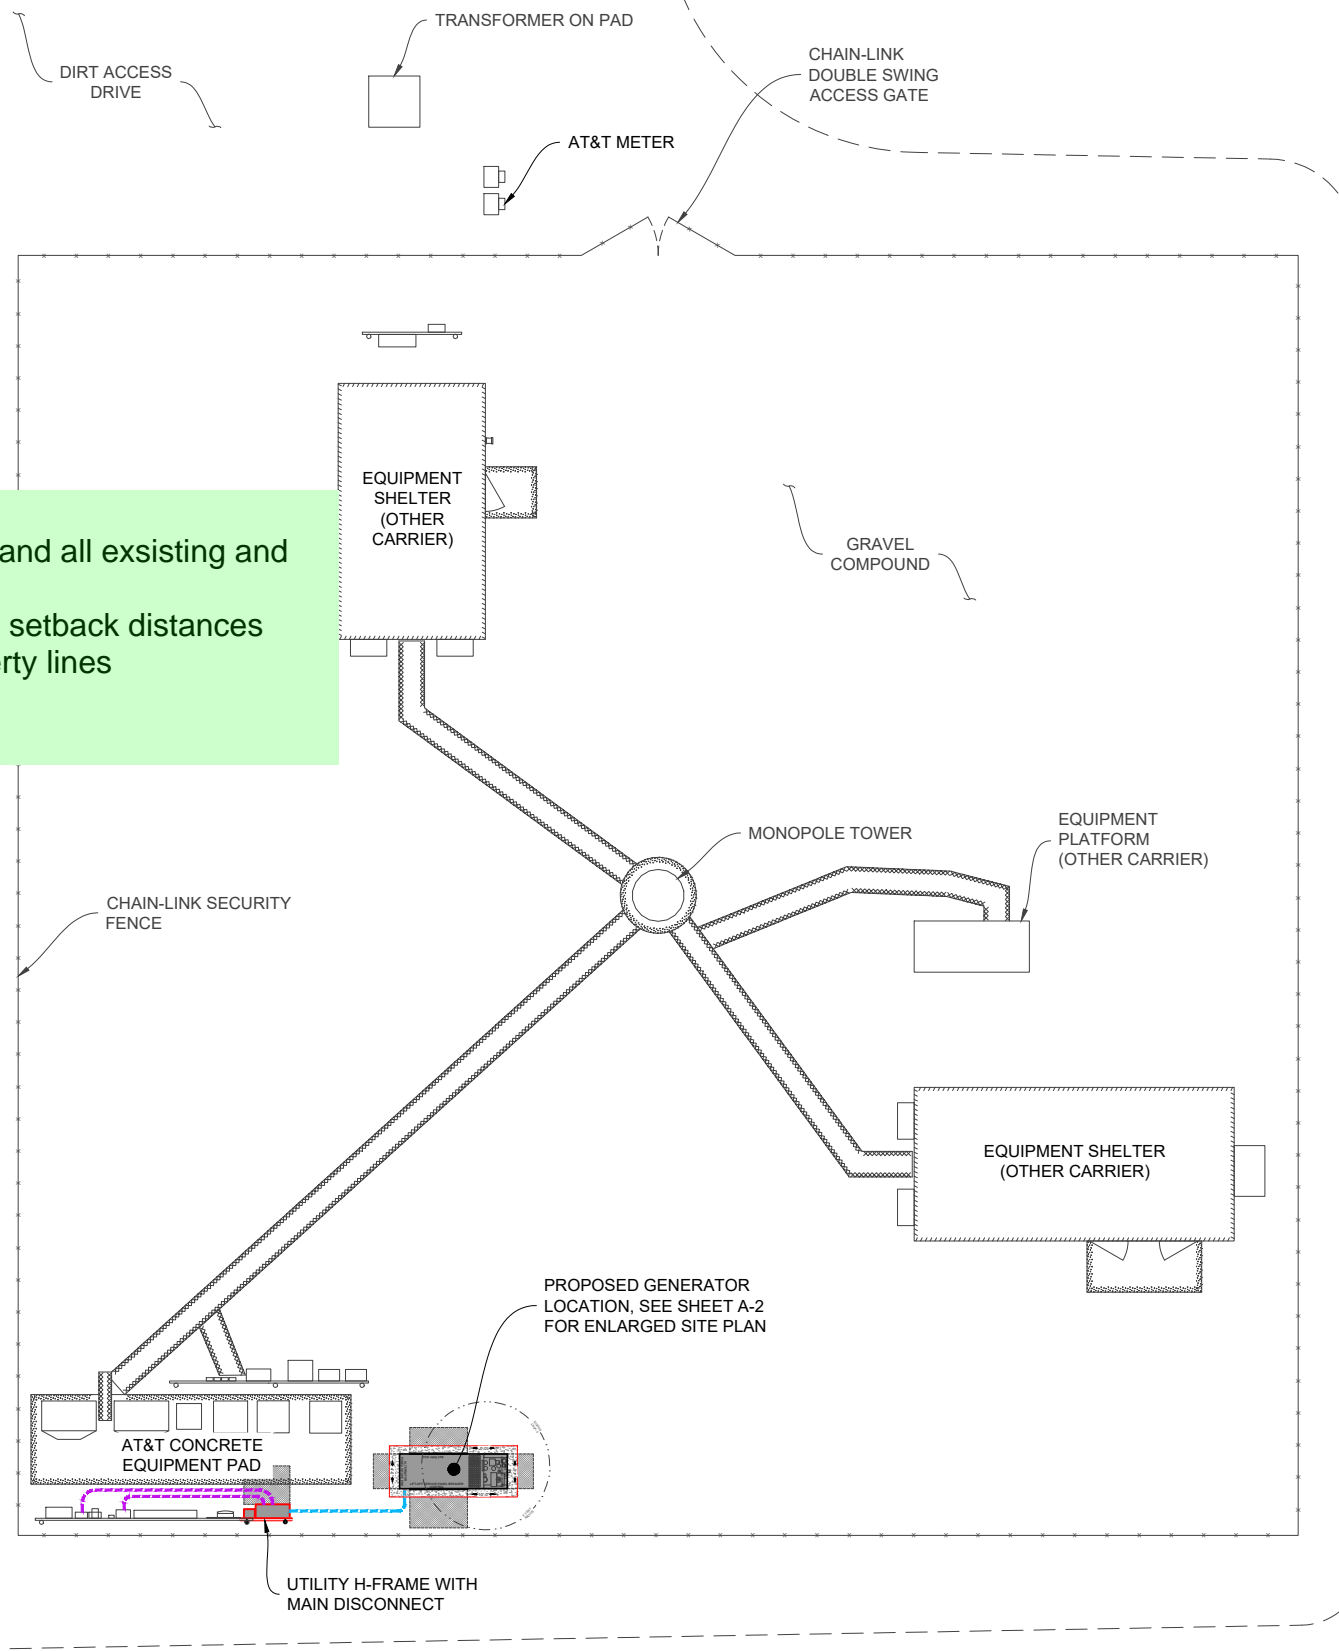 TRANSFORMER ON PAD
DIRT ACCESS
DRIVE
CHAIN-LINK
DOUBLE SWING
ACCESS GATE
AT&T METER
EQUIPMENT
SHELTER
(OTHER
CARRIER)
and all exsisting and
setback distances
erty lines
GRAVEL
COMPOUND
MONOPOLE TOWER
EQUIPMENT
PLATFORM
(OTHER CARRIER)
CHAIN-LINK SECURITY
FENCE
EQUIPMENT SHELTER
(OTHER CARRIER)
PROPOSED GENERATOR
LOCATION, SEE SHEET A-2
FOR ENLARGED SITE PLAN
AT&T CONCRETE
EQUIPMENT PAD
UTILITY H-FRAME WITH
MAIN DISCONNECT